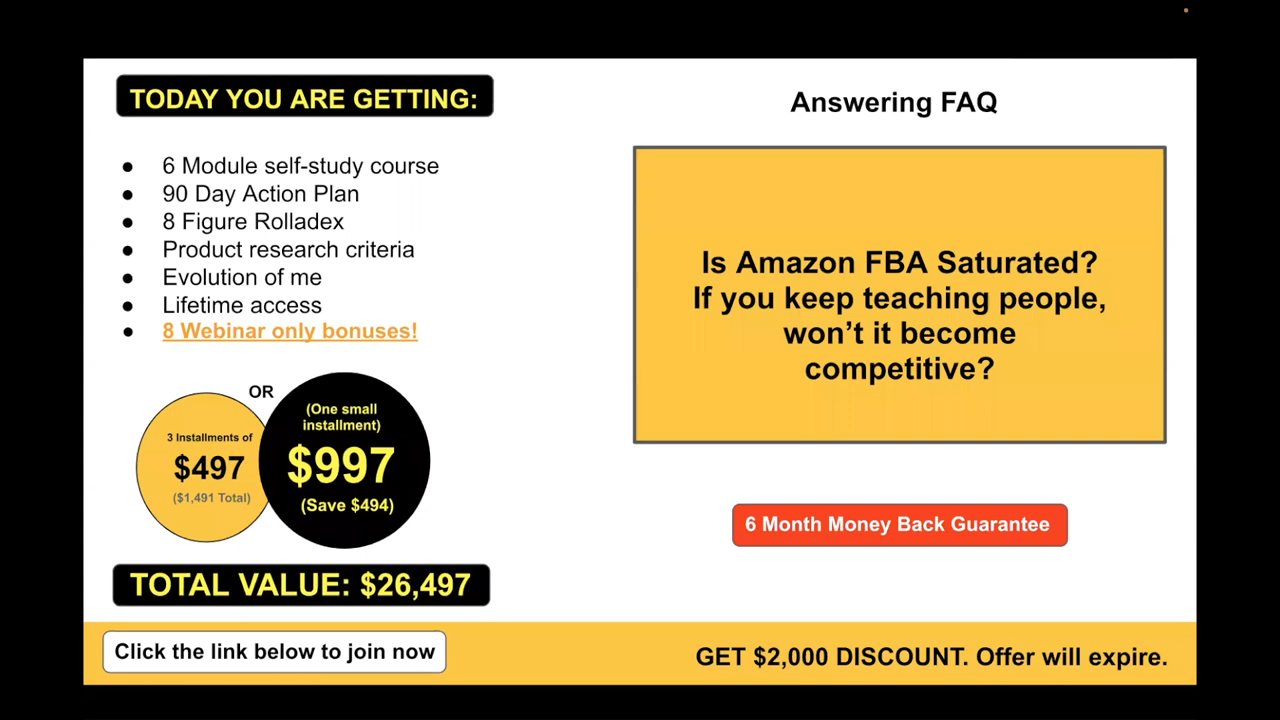 TODAY YOU ARE GETTING:
● 6 Module self-study course
● 90 Day Action Plan
● 8 Figure Rolladex
● Product research criteria
● Evolution of me
● Lifetime access
● 8 Webinar only bonuses!
OR
3 Installments of
$497
($1,491 Total)
(One small
installment)
$997
(Save $494)
TOTAL VALUE: $26,497
Click the link below to join now
Answering FAQ
Is Amazon FBA Saturated?
If you keep teaching people,
won’t it become
competitive?
6 Month Money Back Guarantee
GET $2,000 DISCOUNT. Offer will expire.